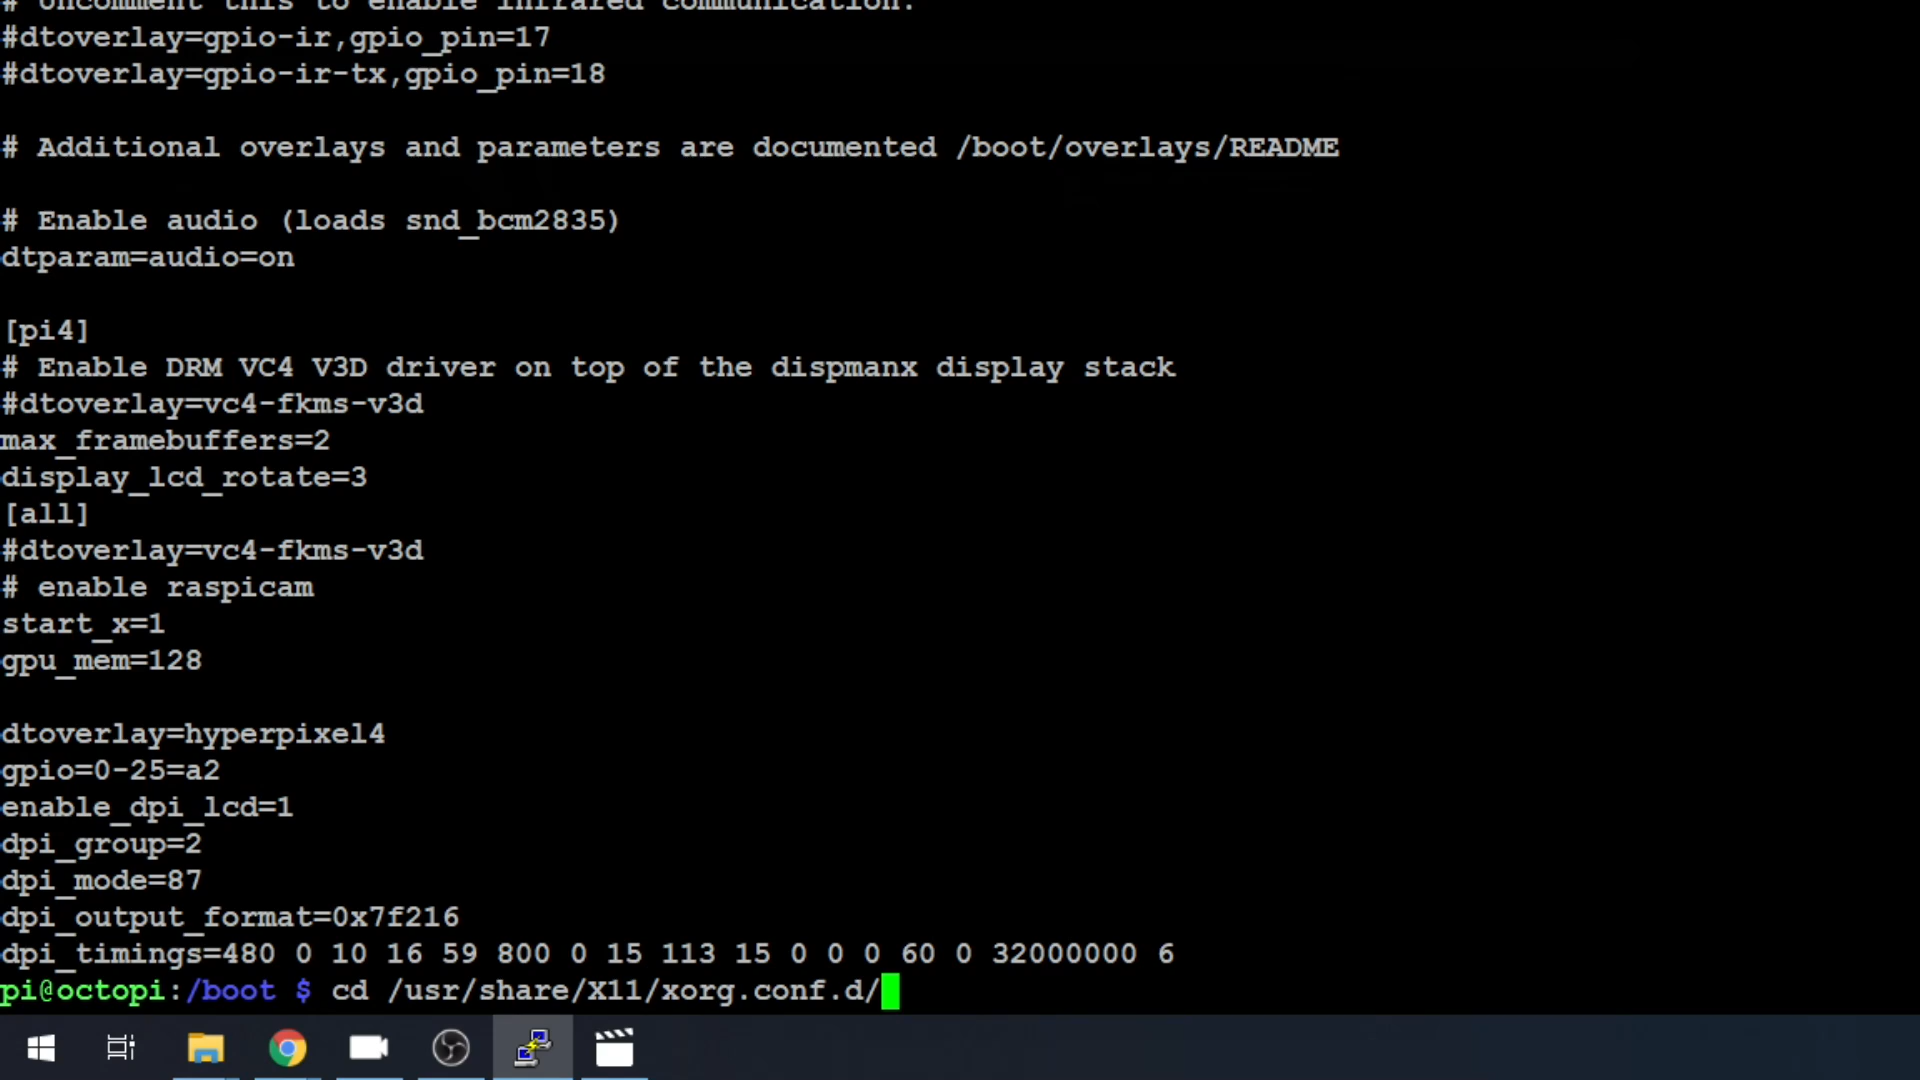 # Uncomment this to enable infrared communication.
#dtoverlay=gpio-ir,gpio_pin=17
#dtoverlay=gpio-ir-tx,gpio_pin=18
# Additional overlays and parameters are documented /boot/overlays/README
# Enable audio (loads snd_bcm2835)
dtparam=audio=on
[pi4]
# Enable DRM VC4 V3D driver on top of the dispmanx display stack
#dtoverlay=vc4-fkms-v3d
max_framebuffers=2
display_lcd_rotate=3
[all]
#dtoverlay=vc4-fkms-v3d
# enable raspicam
start_x=1
gpu_mem=128
dtoverlay=hyperpixel4
gpio=0-25=a2
enable_dpi_lcd=1
dpi_group=2
dpi_mode=87
dpi_output_format=0x7f216
dpi_timings=480 0 10 16 59 800 0 15 113 15 0 0 0 60 0 32000000 6
pi@octopi:/boot $ cd /usr/share/X11/xorg.conf.d/